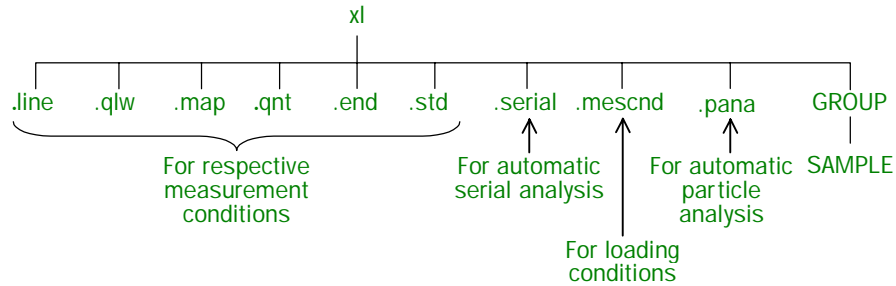 xl
.line .qlw .map .qnt .end .std .serial .mescnd .pana GROUP
For respective
measurement
conditions
For automatic
serial analysis
For automatic
particle
analysis
SAMPLE
For loading
conditions